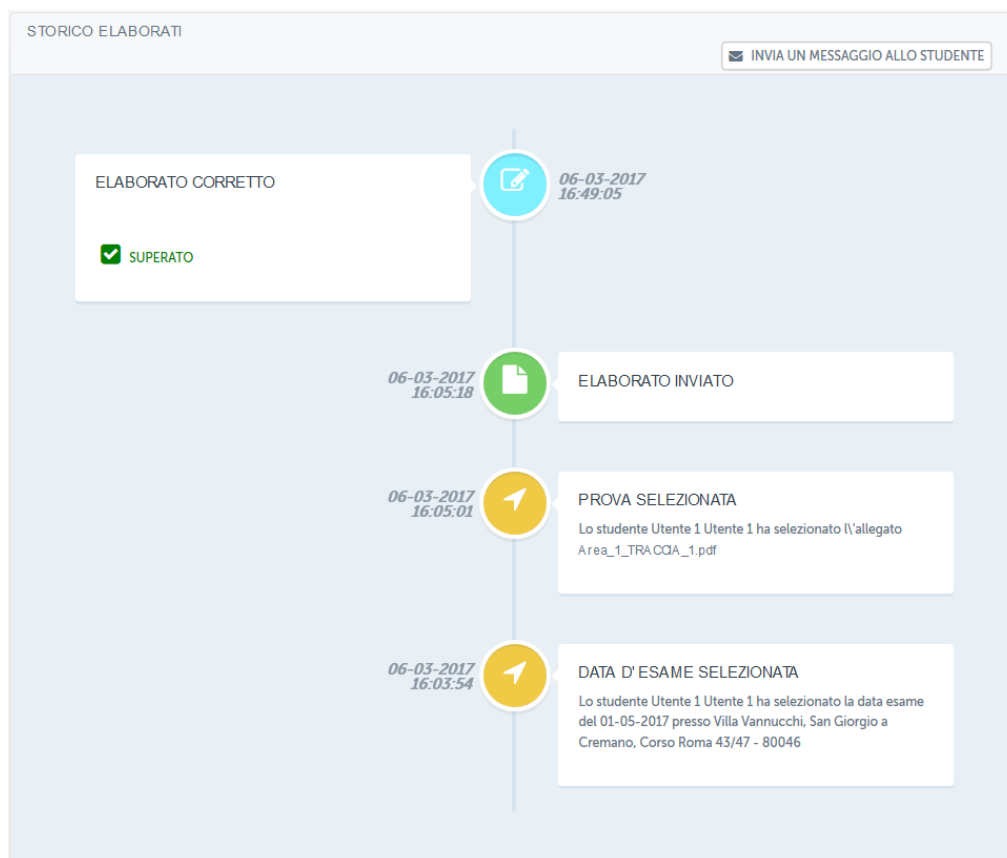 STORICO ELABORATI
INVIA UN MESSAGGIO ALLO STUDENTE
ELABORATO CORRETTO
SUPERATO
06-03-2017
16:49:05
06-03-2017
16:05:18
ELABORATO INVIATO
06-03-2017
16:05:01
PROVA SELEZIONATA
Lo studente Utente 1 Utente 1 ha selezionato l\'allegato
Area_1_TRACCIA_1.pdf
06-03-2017
16:03:54
DATA D' ESAME SELEZIONATA
Lo studente Utente 1 Utente 1 ha selezionato la data esame
del 01-05-2017 presso Villa Vannucchi, San Giorgio a
Cremano, Corso Roma 43/47 - 80046